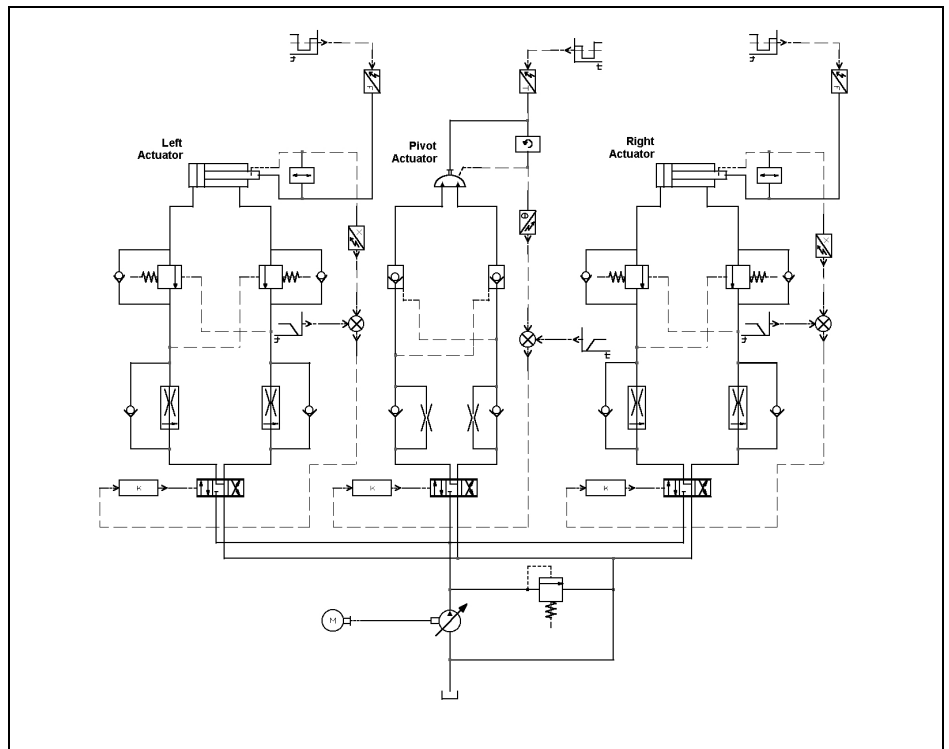 Left
Actuator
Pivot
Actuator
Right
Actuator
F
T
F
X
θ
X
K
K
K
M